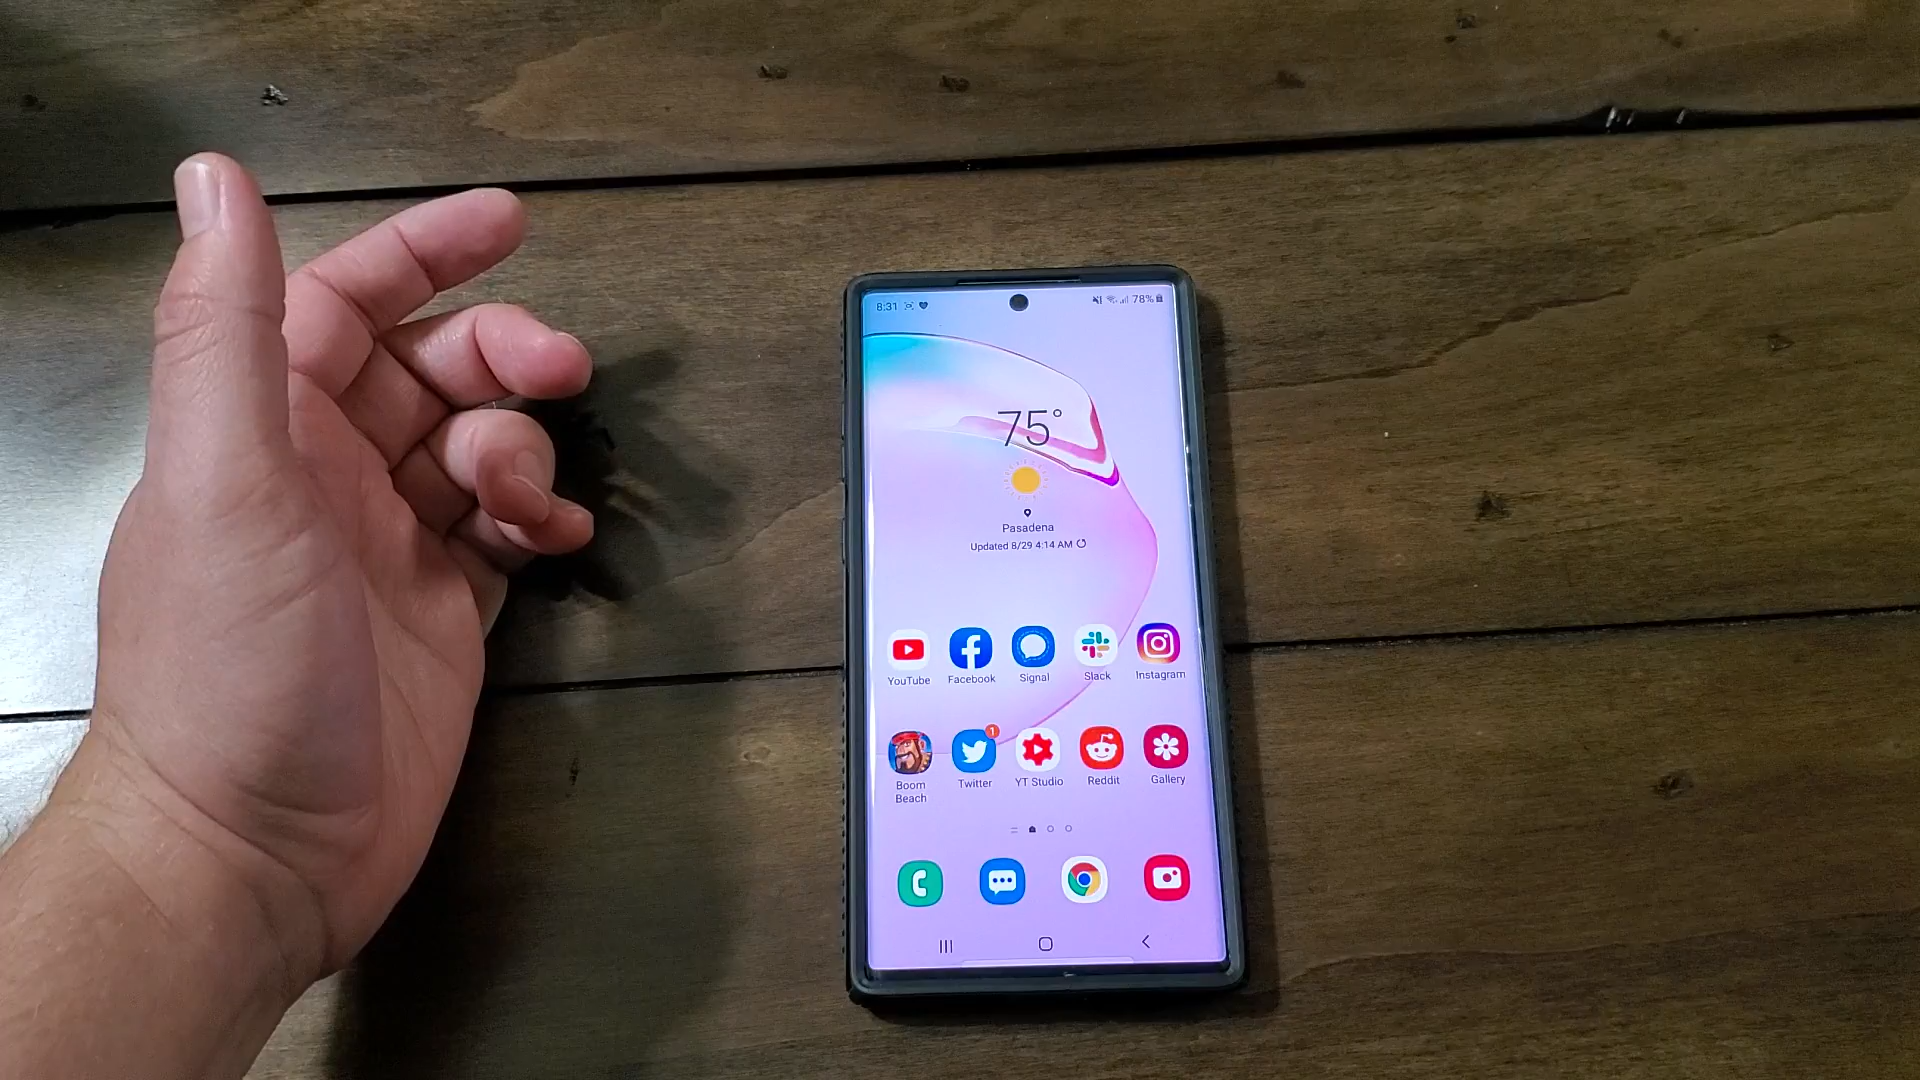 8:31
78%
75°
Pasadena
Updated 8/29 4:14 AM
YouTube
Facebook
Signal
Slack
Instagram
1
Boom
Beach
Twitter
YT Studio
Reddit
Gallery